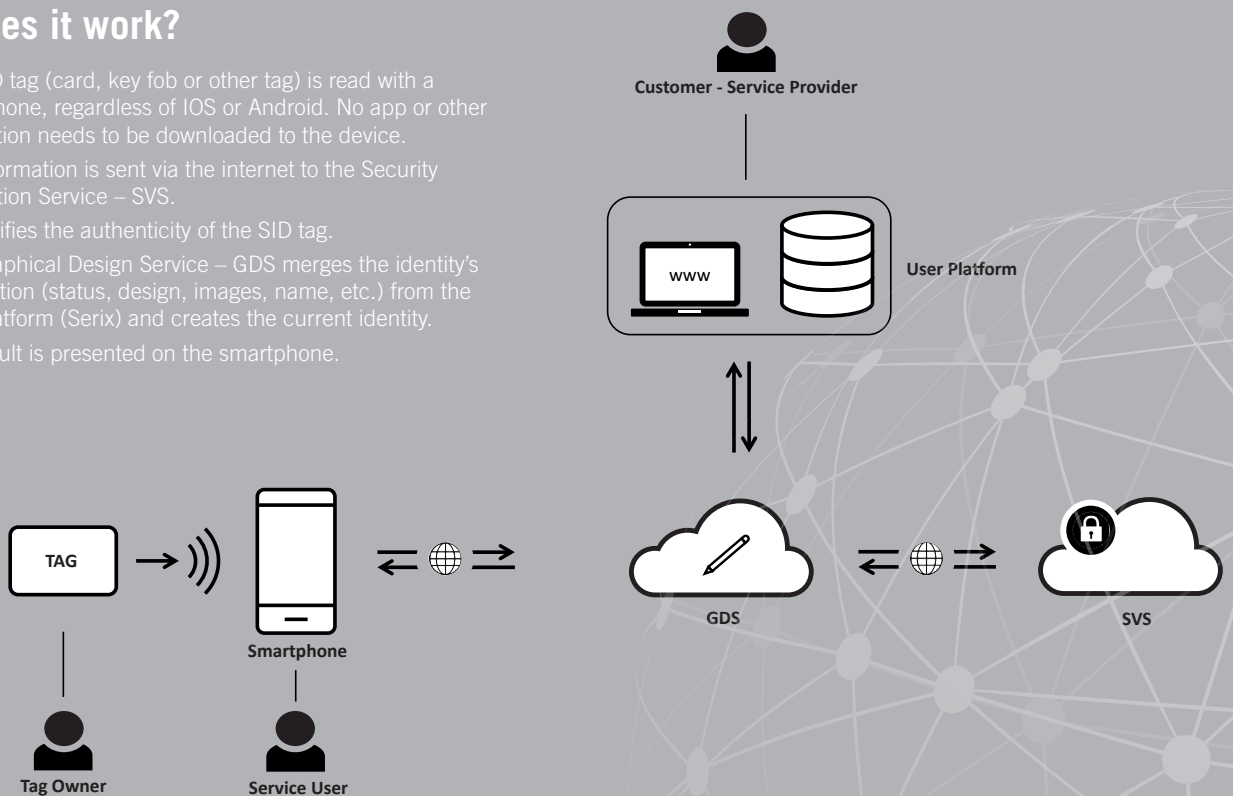 es it work?
D tag (card, key fob or other tag) is read with a
hone, regardless of IOS or Android. No app or other
tion needs to be downloaded to the device.
ormation is sent via the internet to the Security
tion Service – SVS.
ifies the authenticity of the SID tag.
aphical Design Service – GDS merges the identity's
tion (status, design, images, name, etc.) from the
atform (Serix) and creates the current identity.
ult is presented on the smartphone.
Customer - Service Provider
www
User Platform
TAG
Smartphone
GDS
SVS
Tag Owner
Service User